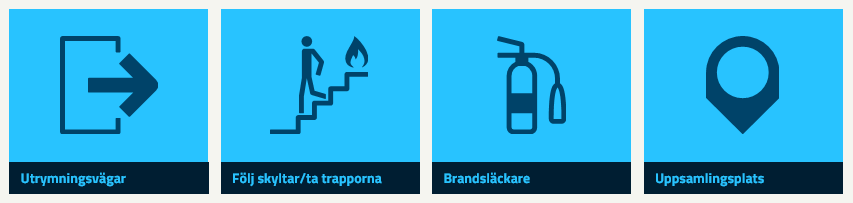 Utrymningsvägar
Följ skyltar/ta trapporna
Brandsläckare
Uppsamlingsplats